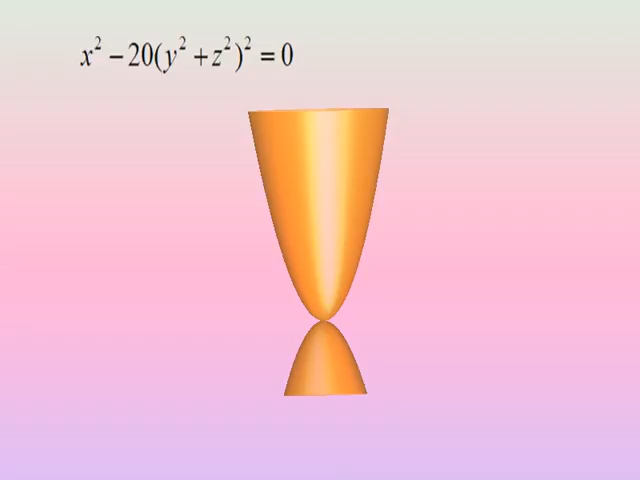 x² − 20(y² + z²)² = 0